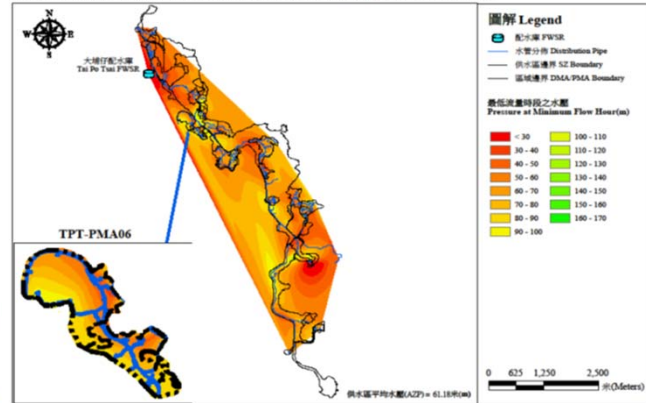 N
W E
S
大埔仔配水庫
Tai Po Tsai FWSR
TPT-PMA06
供水區平均水壓(AZP) = 61.18米(m)
圖解 Legend
配水庫 FWSR
水管分佈 Distribution Pipe
供水區邊界 SZ Boundary
區域邊界 DMA/PMA Boundary
最低流量時段之水壓
Pressure at Minimum Flow Hour(m)
< 30
30 - 40
40 - 50
50 - 60
60 - 70
70 - 80
80 - 90
90 - 100
100 - 110
110 - 120
120 - 130
130 - 140
140 - 150
150 - 160
160 - 170
0 625 1,250 2,500
米(Meters)